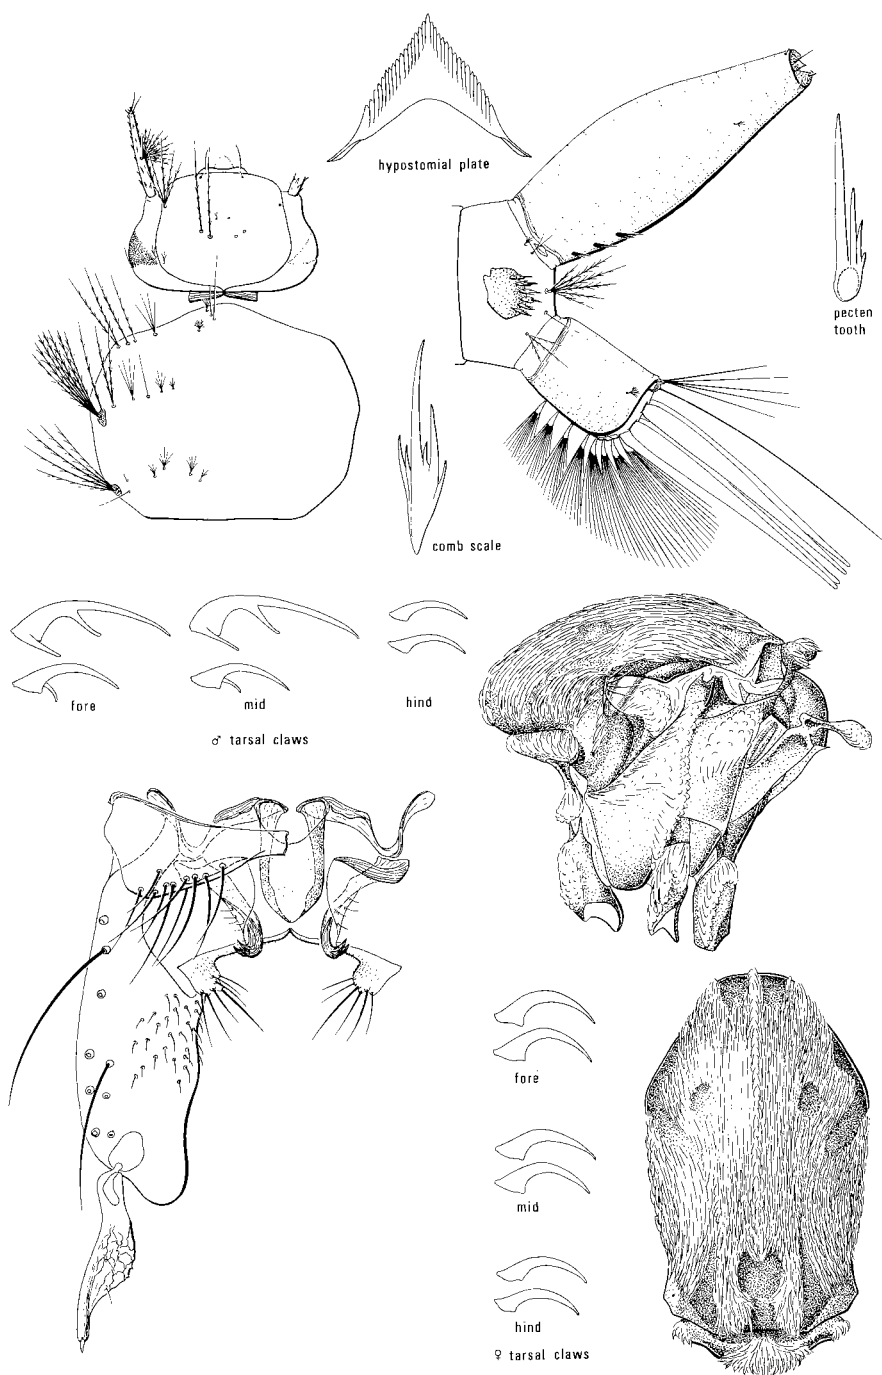 hypostomial plate
pecten
tooth
comb scale
fore
mid
hind
♂ tarsal claws
fore
mid
hind
♀ tarsal claws